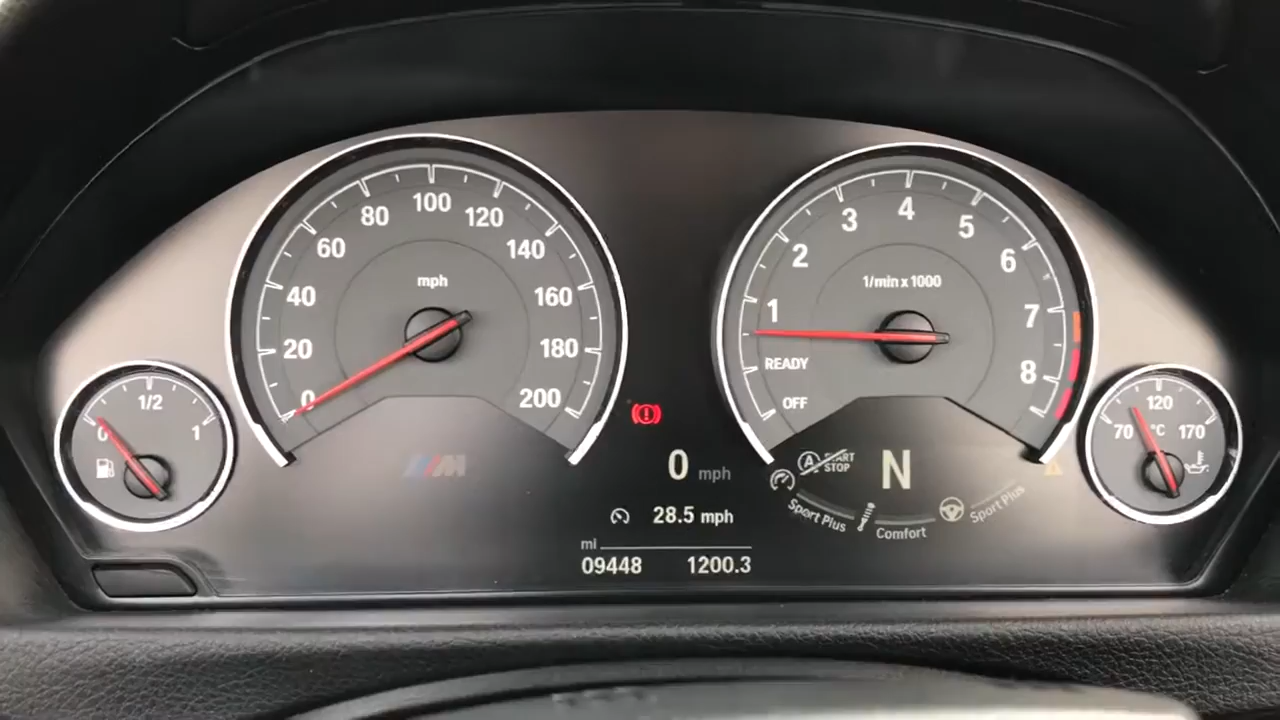 0
1/2
1
0
20
40
60
80
100
120
140
160
180
200
mph
M
0 mph
28.5 mph
mi
09448 1200.3
OFF
READY
1
2
3
4
5
6
7
8
1/min x 1000
A START
STOP
N
Sport Plus
Comfort
Sport Plus
70
120
170
°C